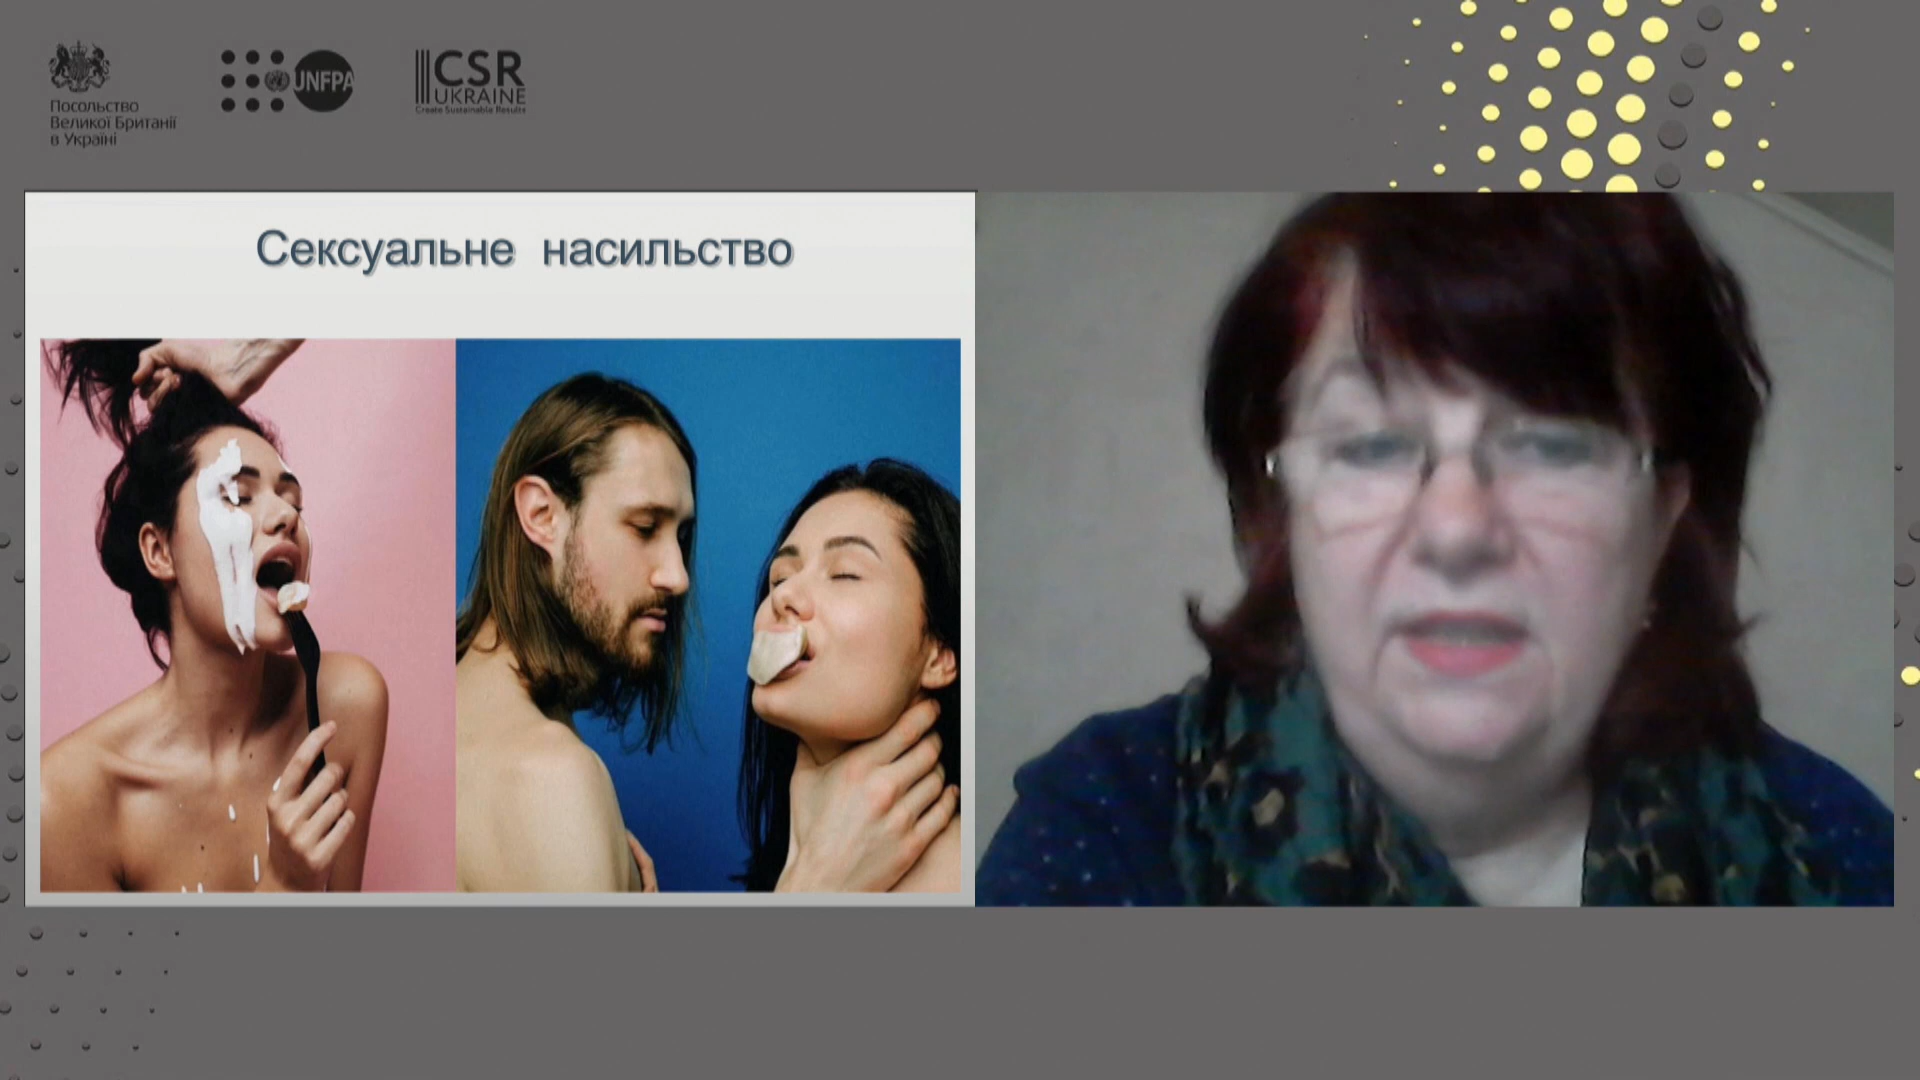 Посольство
Великої Британії
в Україні
UNFPA
CSR
UKRAINE
Create Sustainable Results
Сексуальне насильство